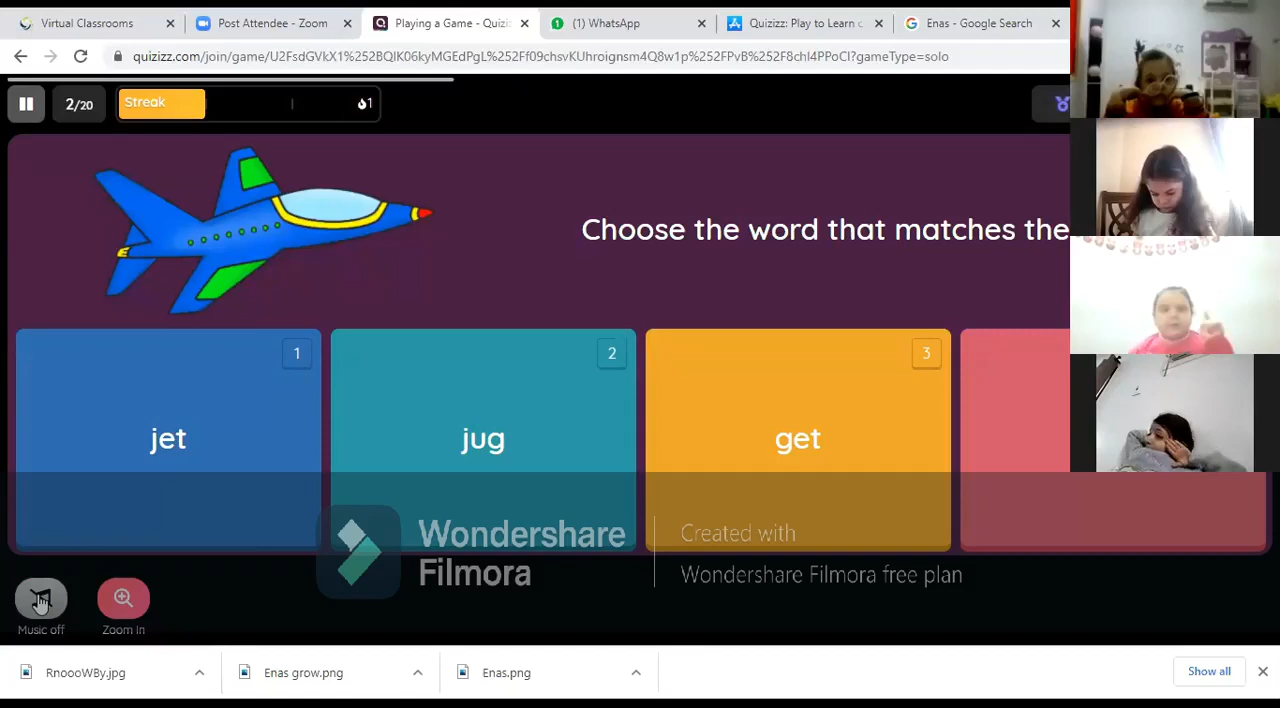 Virtual Classrooms
Post Attendee - Zoom
Playing a Game - Quizi
(1) WhatsApp
Quizizz: Play to Learn
Enas - Google Search
quizizz.com/join/game/U2FsdGVkX1%252BQlK06kyMGEdPgL%252Ff09chsvKUhroignsm4Q8w1p%252FPvB%252F8chl4PPoCl?gameType=solo
2/20
Streak
1
Choose the word that matches the
1
2
3
jet
jug
get
Wondershare
Filmora
Created with
Wondershare Filmora free plan
Music off
Zoom In
RnoooWBy.jpg
Enas grow.png
Enas.png
Show all